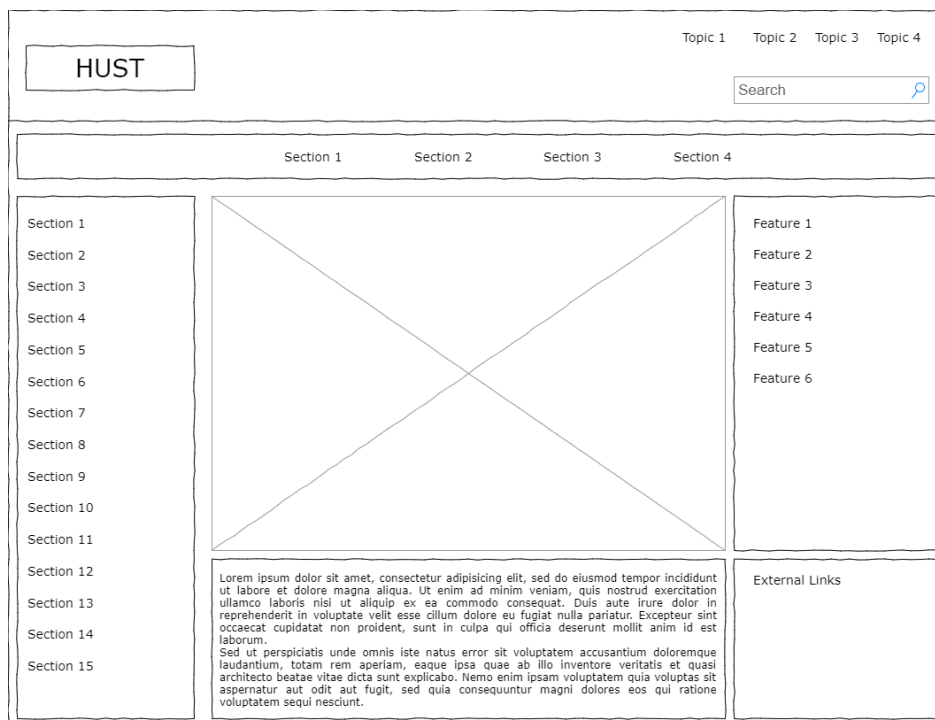 Topic 1 Topic 2 Topic 3 Topic 4
HUST
Search
Section 1 Section 2 Section 3 Section 4
Section 1
Section 2
Section 3
Section 4
Section 5
Section 6
Section 7
Section 8
Section 9
Section 10
Section 11
Section 12
Section 13
Section 14
Section 15
Lorem ipsum dolor sit amet, consectetur adipisicing elit, sed do eiusmod tempor incididunt
ut labore et dolore magna aliqua. Ut enim ad minim veniam, quis nostrud exercitation
ullamco laboris nisi ut aliquip ex ea commodo consequat. Duis aute irure dolor in
reprehenderit in voluptate velit esse cillum dolore eu fugiat nulla pariatur. Excepteur sint
occaecat cupidatat non proident, sunt in culpa qui officia deserunt mollit anim id est
laborum.
Sed ut perspiciatis unde omnis iste natus error sit voluptatem accusantium doloremque
laudantium, totam rem aperiam, eaque ipsa quae ab illo inventore veritatis et quasi
architecto beatae vitae dicta sunt explicabo. Nemo enim ipsam voluptatem quia voluptas sit
aspernatur aut odit aut fugit, sed quia consequuntur magni dolores eos qui ratione
voluptatem sequi nesciunt.
Feature 1
Feature 2
Feature 3
Feature 4
Feature 5
Feature 6
External Links